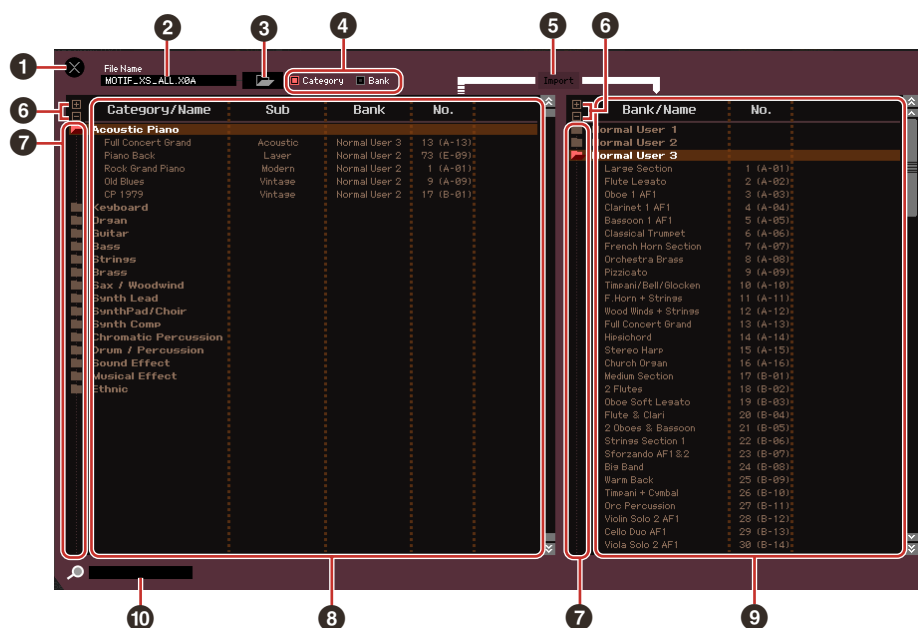 1 2 3 4 5 6
File Name
MOTIF_XS_ALL.X0A
Category Bank
Import
6
7
Category/Name Sub Bank No.
Acoustic Piano
Full Concert Grand Acoustic Normal User 3 13 (A-13)
Piano Back Layer Normal User 2 73 (E-09)
Rock Grand Piano Modern Normal User 2 1 (A-01)
Old Blues Vintage Normal User 2 9 (A-09)
CP 1979 Vintage Normal User 2 17 (B-01)
Keyboard
Organ
Guitar
Bass
Strings
Brass
Sax / Woodwind
Synth Lead
SynthPad/Choir
Synth Comp
Chromatic Percussion
Drum / Percussion
Sound Effect
Musical Effect
Ethnic
Bank/Name No.
Normal User 1
Normal User 2
Normal User 3
Large Section 1 (A-01)
Flute Legato 2 (A-02)
Oboe 1 AF1 3 (A-03)
Clarinet 1 AF1 4 (A-04)
Bassoon 1 AF1 5 (A-05)
Classical Trumpet 6 (A-06)
French Horn Section 7 (A-07)
Orchestra Brass 8 (A-08)
Pizzicato 9 (A-09)
Timpani/Bell/Glocken 10 (A-10)
F.Horn + Strings 11 (A-11)
Wood Winds + Strings 12 (A-12)
Full Concert Grand 13 (A-13)
Hipsichord 14 (A-14)
Stereo Harp 15 (A-15)
Church Organ 16 (A-16)
Medium Section 17 (B-01)
2 Flutes 18 (B-02)
Oboe Soft Legato 19 (B-03)
Flute & Clari 20 (B-04)
2 Oboes & Bassoon 21 (B-05)
Strings Section 1 22 (B-06)
Sforzando AF1&2 23 (B-07)
Big Band 24 (B-08)
Warm Back 25 (B-09)
Timpani + Cymbal 26 (B-10)
Orc Percussion 27 (B-11)
Violin Solo 2 AF1 28 (B-12)
Cello Duo AF1 29 (B-13)
Viola Solo 2 AF1 30 (B-14)
10 8 7 9